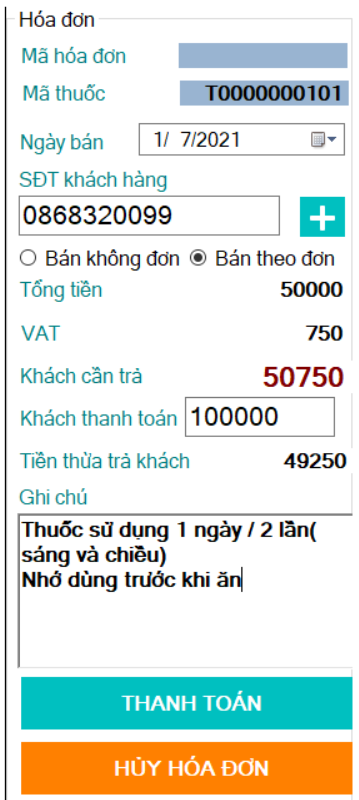 Hóa đơn
Mã hóa đơn
Mã thuốc T0000000101
Ngày bán 1/ 7/2021
SĐT khách hàng
0868320099 +
Bán không đơn Bán theo đơn
Tổng tiền 50000
VAT 750
Khách cần trả 50750
Khách thanh toán 100000
Tiền thừa trả khách 49250
Ghi chú
Thuốc sử dụng 1 ngày / 2 lần(
sáng và chiều)
Nhớ dùng trước khi ăn
THANH TOÁN
HỦY HÓA ĐƠN